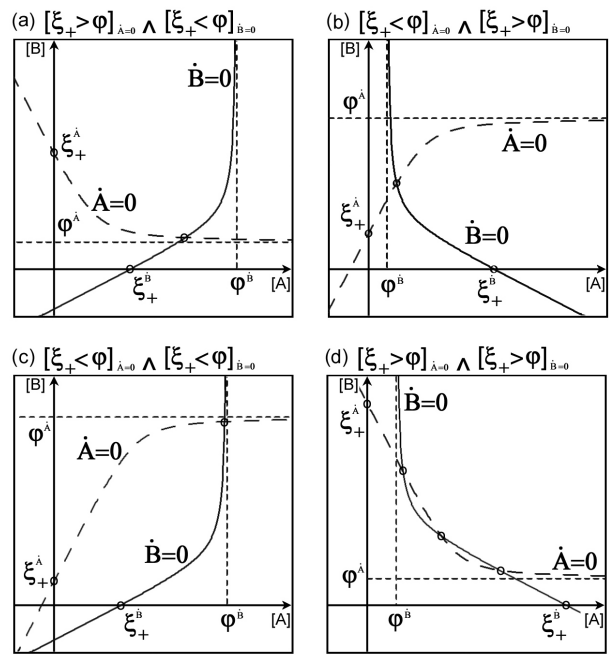 (a) [ξ₊>φ]Ȧ=0 ∧ [ξ₊<φ]Ḃ=0
[B]
Ḃ=0
ξ₊Ȧ
Ȧ=0
φȦ
[A]
ξ₊Ḃ
φḂ
(b) [ξ₊<φ]Ȧ=0 ∧ [ξ₊>φ]Ḃ=0
[B]
φȦ
Ȧ=0
ξ₊Ȧ
Ḃ=0
[A]
φḂ
ξ₊Ḃ
(c) [ξ₊<φ]Ȧ=0 ∧ [ξ₊<φ]Ḃ=0
[B]
φȦ
Ȧ=0
Ḃ=0
ξ₊Ȧ
[A]
ξ₊Ḃ
φḂ
(d) [ξ₊>φ]Ȧ=0 ∧ [ξ₊>φ]Ḃ=0
[B]
Ḃ=0
ξ₊Ȧ
Ȧ=0
φȦ
[A]
φḂ
ξ₊Ḃ